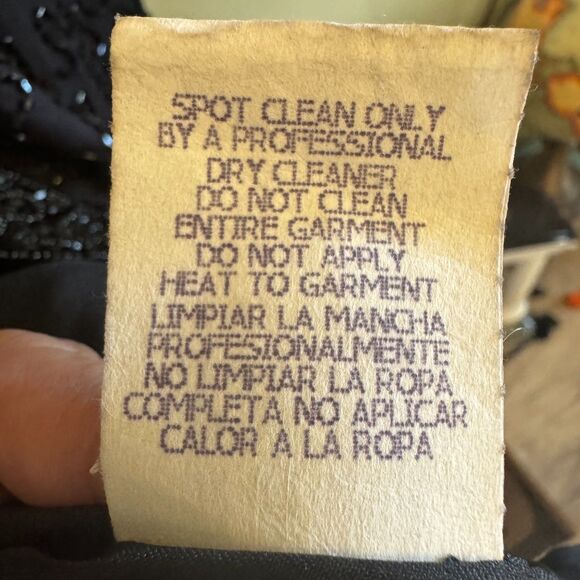 SPOT CLEAN ONLY
BY A PROFESSIONAL
DRY CLEANER
DO NOT CLEAN
ENTIRE GARMENT
DO NOT APPLY
HEAT TO GARMENT
LIMPIAR LA MANCHA
PROFESIONALMENTE
NO LIMPIAR LA ROPA
COMPLETA NO APLICAR
CALOR A LA ROPA